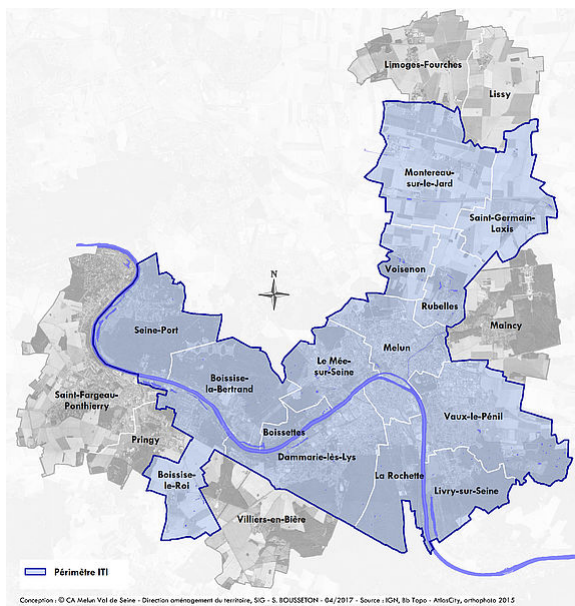 Limoges-Fourches
Lissy
Montereau-
sur-le-Jard
Saint-Germain-
Laxis
Voisenon
N
Rubelles
Maincy
Seine-Port
Melun
Le Mée-
sur-Seine
Boissise-
la-Bertrand
Saint-Fargeau-
Ponthierry
Vaux-le-Pénil
Boissettes
Pringy
Dammarie-lès-Lys
Boissise-
le-Roi
La Rochette
Livry-sur-Seine
Villiers-en-Bière
Périmètre ITI
Conception : © CA Melun Val de Seine - Direction aménagement du territoire, SIG - S. BOUSSETON - 04/2017 - Source : IGN, Bb Topo - AtlasCity, orthophoto 2015